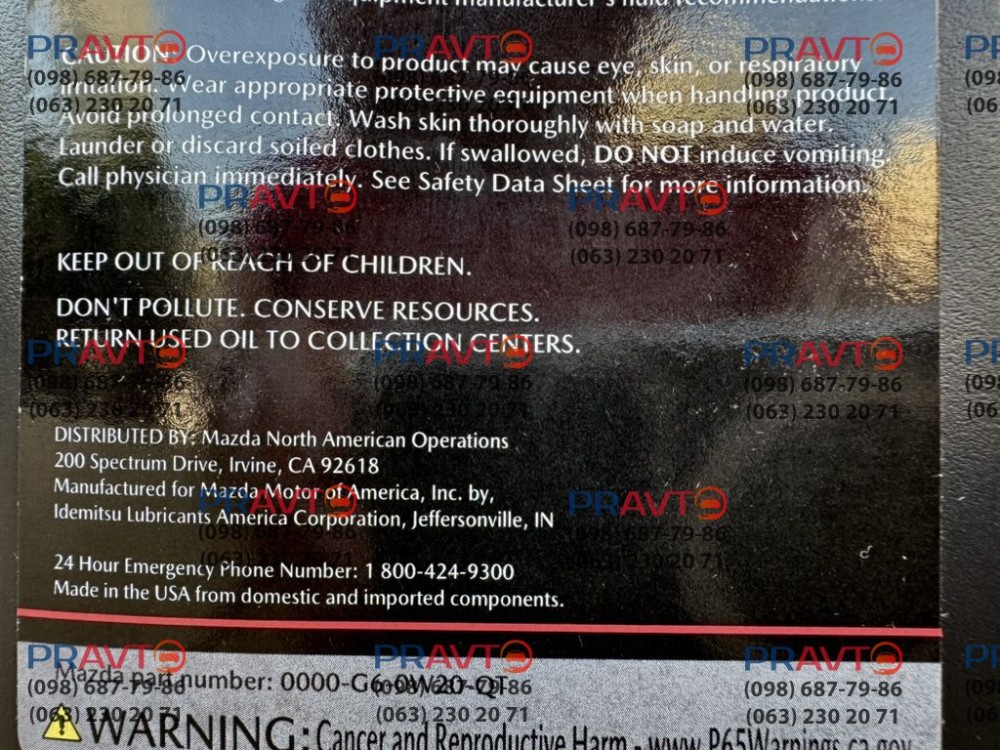 equipment manufacturer's fluid recommendations.
CAUTION: Overexposure to product may cause eye, skin, or respiratory
irritation. Wear appropriate protective equipment when handling product.
Avoid prolonged contact. Wash skin thoroughly with soap and water.
Launder or discard soiled clothes. If swallowed, DO NOT induce vomiting.
Call physician immediately. See Safety Data Sheet for more information.
KEEP OUT OF REACH OF CHILDREN.
DON'T POLLUTE. CONSERVE RESOURCES.
RETURN USED OIL TO COLLECTION CENTERS.
DISTRIBUTED BY: Mazda North American Operations
200 Spectrum Drive, Irvine, CA 92618
Manufactured for Mazda Motor of America, Inc. by,
Idemitsu Lubricants America Corporation, Jeffersonville, IN
24 Hour Emergency Phone Number: 1 800-424-9300
Made in the USA from domestic and imported components.
Mazda part number: 0000-G6-0W20-QT
WARNING: Cancer and Reproductive Harm - www.P65Warnings.ca.gov
PRAVTO
(098) 687-79-86
(063) 230 20 71